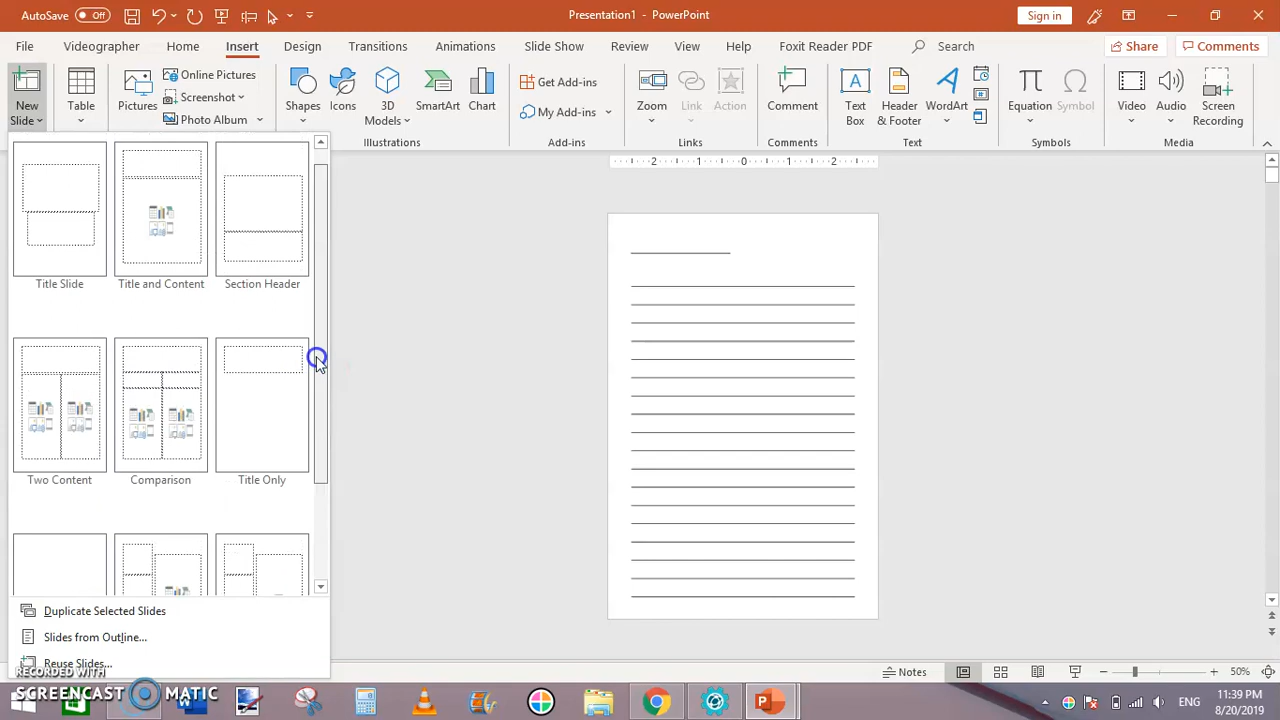 AutoSave Off
Presentation1 - PowerPoint
Sign in
File Videographer Home Insert Design Transitions Animations Slide Show Review View Help Foxit Reader PDF Search Share Comments
New Slide
Table
Pictures
Online Pictures
Screenshot
Photo Album
Shapes
Icons
3D Models
SmartArt
Chart
Get Add-ins
My Add-ins
Zoom
Link
Action
Comment
Text Box
Header & Footer
WordArt
Equation
Symbol
Video
Audio
Screen Recording
Illustrations
Add-ins
Links
Comments
Text
Symbols
Media
2 1 0 1 2
Title Slide
Title and Content
Section Header
Two Content
Comparison
Title Only
Duplicate Selected Slides
Slides from Outline...
Reuse Slides...
RECORDED WITH
SCREENCAST MATIC
Notes
50%
ENG
11:39 PM
8/20/2019